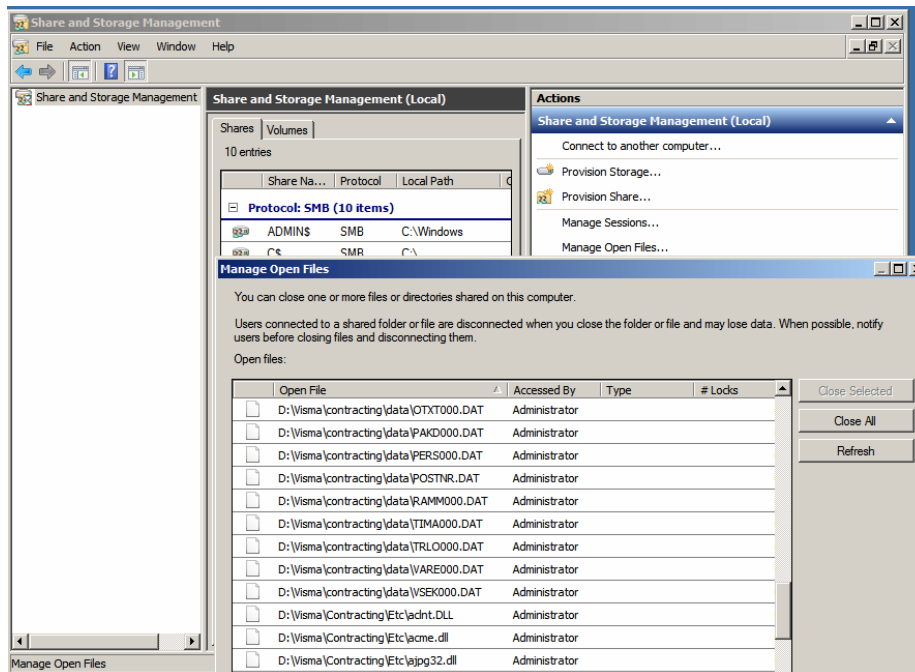 Share and Storage Management
File Action View Window Help
Share and Storage Management
Share and Storage Management (Local)
Shares Volumes
10 entries
Share Na... Protocol Local Path
Protocol: SMB (10 items)
ADMIN$ SMB C:\Windows
C$ SMB C:\
Actions
Share and Storage Management (Local)
Connect to another computer...
Provision Storage...
Provision Share...
Manage Sessions...
Manage Open Files...
Manage Open Files
You can close one or more files or directories shared on this computer.
Users connected to a shared folder or file are disconnected when you close the folder or file and may lose data. When possible, notify
users before closing files and disconnecting them.
Open files:
Open File Accessed By Type # Locks
D:\Visma\contracting\data\OTXT000.DAT Administrator
D:\Visma\contracting\data\PAKD000.DAT Administrator
D:\Visma\contracting\data\PERS000.DAT Administrator
D:\Visma\contracting\data\POSTNR.DAT Administrator
D:\Visma\contracting\data\RAMM000.DAT Administrator
D:\Visma\contracting\data\TIMA000.DAT Administrator
D:\Visma\contracting\data\TRLO000.DAT Administrator
D:\Visma\contracting\data\VARE000.DAT Administrator
D:\Visma\contracting\data\VSEK000.DAT Administrator
D:\Visma\Contracting\Etc\aclnt.DLL Administrator
D:\Visma\Contracting\Etc\acme.dll Administrator
D:\Visma\Contracting\Etc\ajpg32.dll Administrator
Close Selected
Close All
Refresh
Manage Open Files